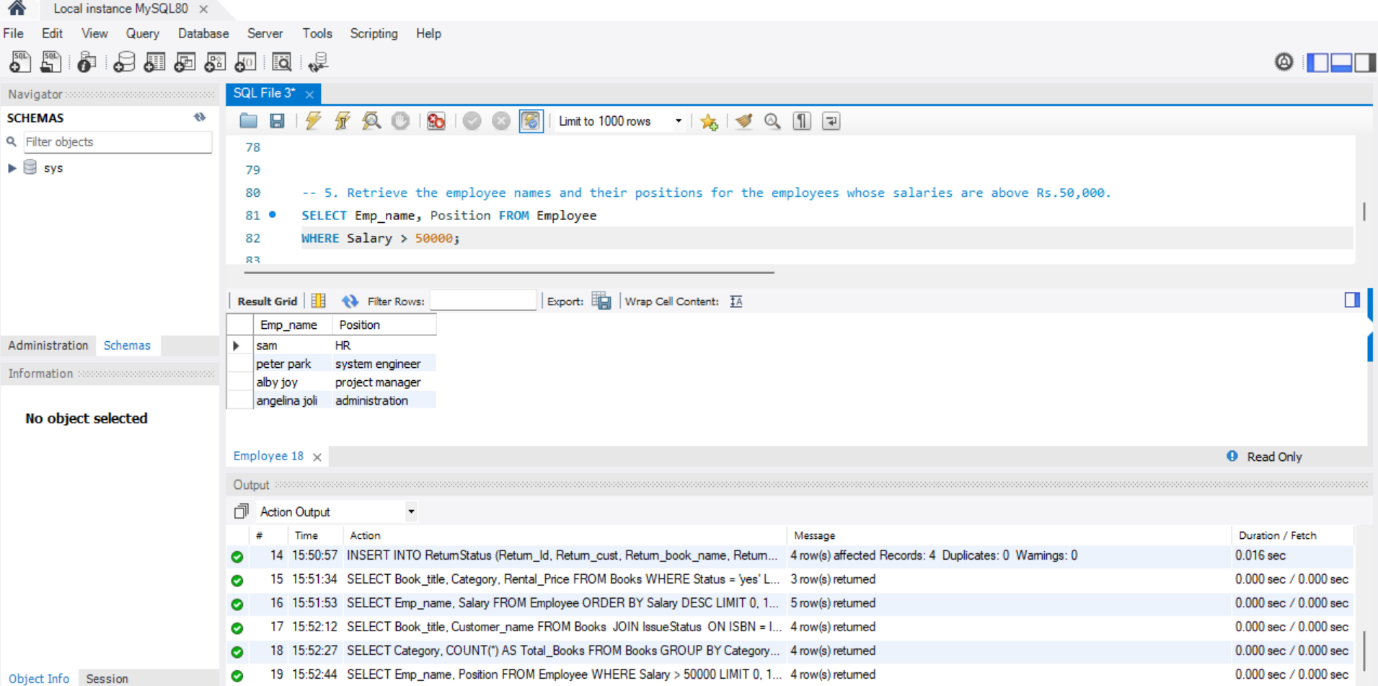 Local instance MySQL80 ×
File Edit View Query Database Server Tools Scripting Help
Navigator
SCHEMAS
Filter objects
sys
Administration Schemas
Information
No object selected
Object Info Session
SQL File 3* ×
Limit to 1000 rows
78
79
80 -- 5. Retrieve the employee names and their positions for the employees whose salaries are above Rs.50,000.
81 SELECT Emp_name, Position FROM Employee
82 WHERE Salary > 50000;
83
Result Grid Filter Rows: Export: Wrap Cell Content:
Emp_name Position
sam HR
peter park system engineer
alby joy project manager
angelina joli administration
Employee 18 × Read Only
Output
Action Output
# Time Action Message Duration / Fetch
14 15:50:57 INSERT INTO ReturnStatus (Return_Id, Return_cust, Return_book_name, Return... 4 row(s) affected Records: 4 Duplicates: 0 Warnings: 0 0.016 sec
15 15:51:34 SELECT Book_title, Category, Rental_Price FROM Books WHERE Status = 'yes' L... 3 row(s) returned 0.000 sec / 0.000 sec
16 15:51:53 SELECT Emp_name, Salary FROM Employee ORDER BY Salary DESC LIMIT 0, 1... 5 row(s) returned 0.000 sec / 0.000 sec
17 15:52:12 SELECT Book_title, Customer_name FROM Books JOIN IssueStatus ON ISBN = I... 4 row(s) returned 0.000 sec / 0.000 sec
18 15:52:27 SELECT Category, COUNT(*) AS Total_Books FROM Books GROUP BY Category... 4 row(s) returned 0.000 sec / 0.000 sec
19 15:52:44 SELECT Emp_name, Position FROM Employee WHERE Salary > 50000 LIMIT 0, 1... 4 row(s) returned 0.000 sec / 0.000 sec